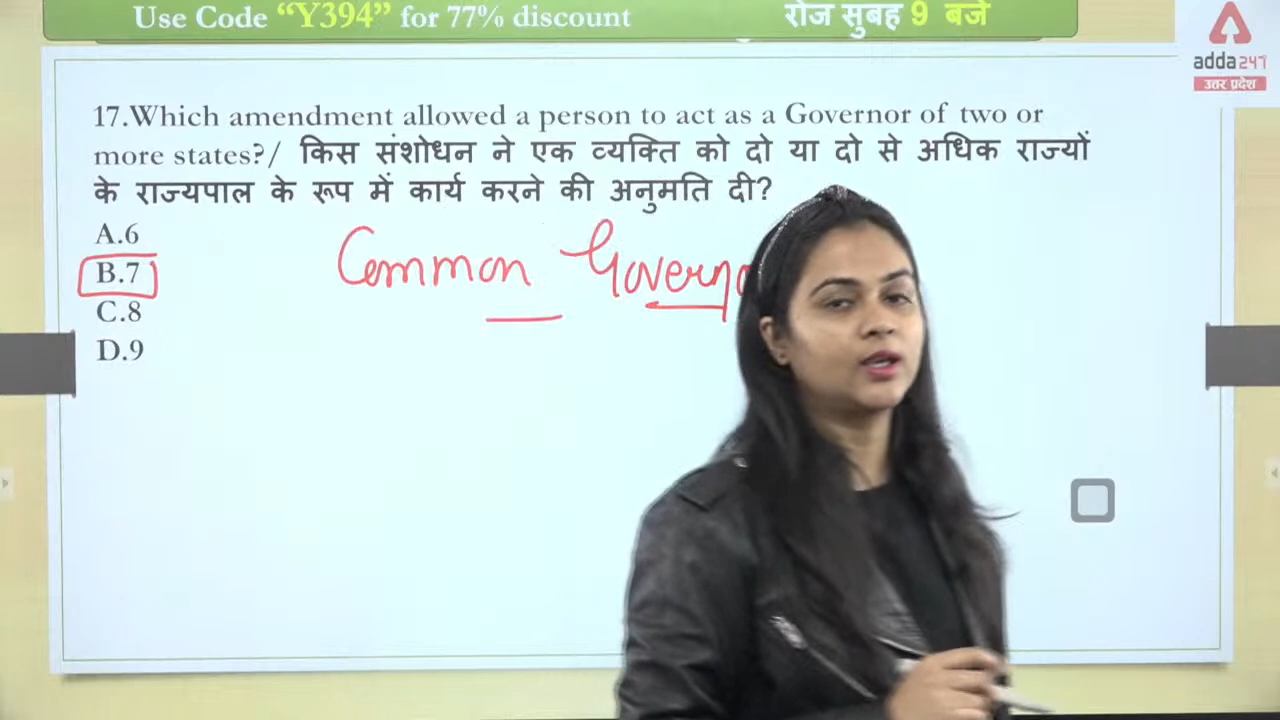 Use Code “Y394” for 77% discount
रोज सुबह 9 बजे
adda247
उत्तर प्रदेश
17.Which amendment allowed a person to act as a Governor of two or
more states?/ किस संशोधन ने एक व्यक्ति को दो या दो से अधिक राज्यों
के राज्यपाल के रूप में कार्य करने की अनुमति दी?
A.6
B.7
C.8
D.9
Common